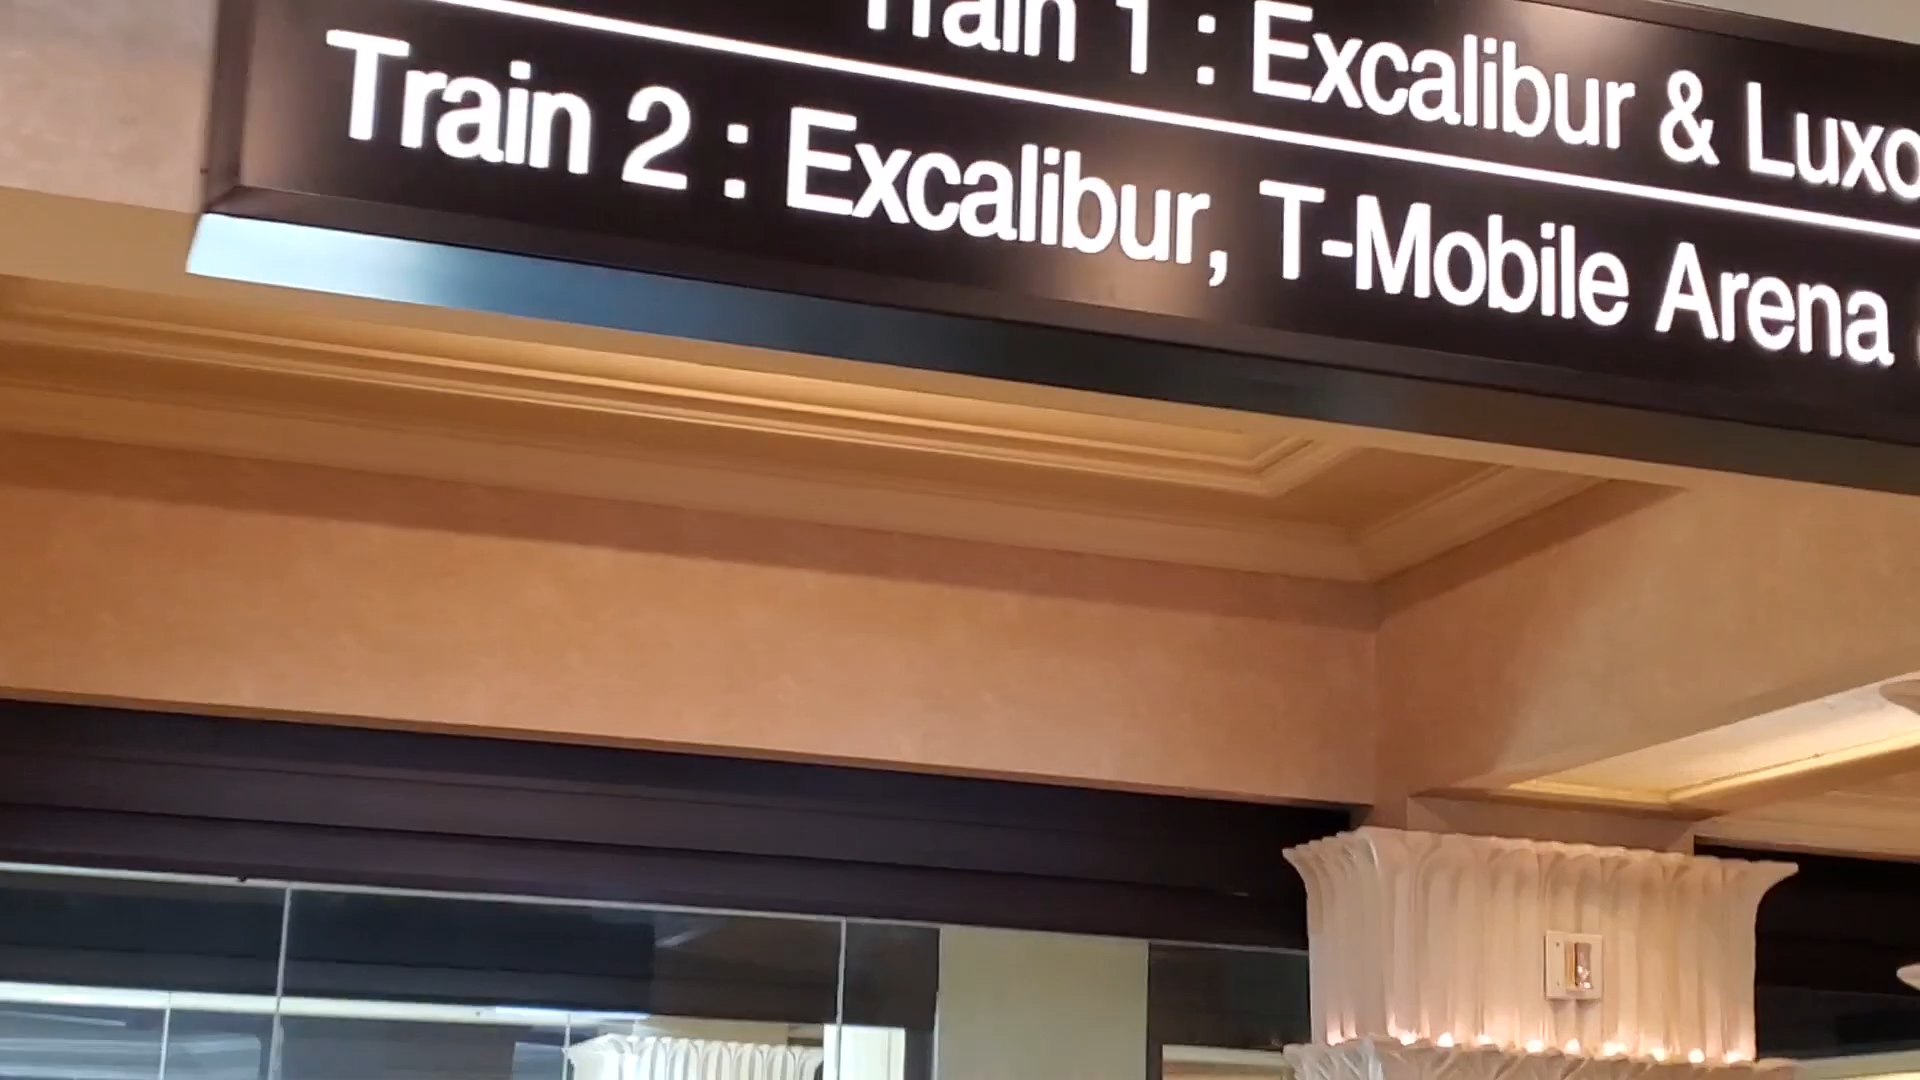 Train 1 : Excalibur & Luxo
Train 2 : Excalibur, T-Mobile Arena